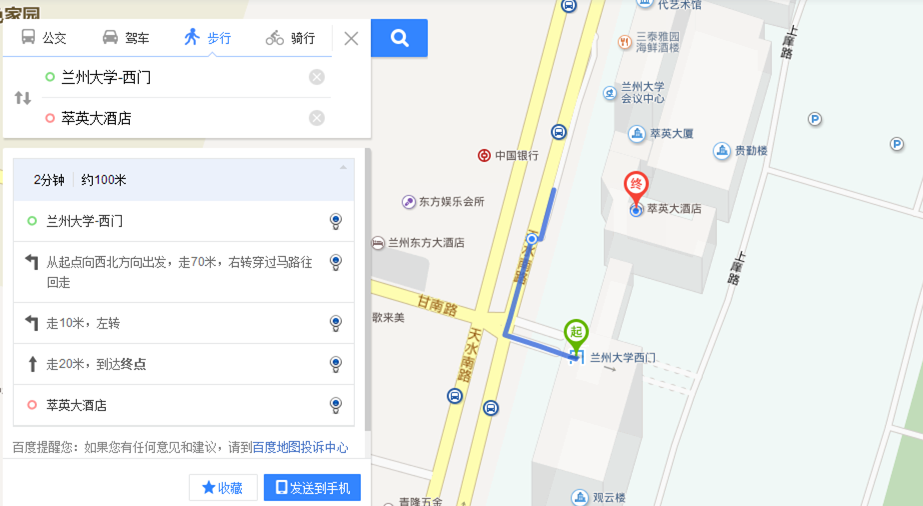 家园
公交
驾车
步行
骑行
兰州大学-西门
萃英大酒店
2分钟
约100米
兰州大学-西门
从起点向西北方向出发，走70米，右转穿过马路往
回走
走10米，左转
走20米，到达终点
萃英大酒店
百度提醒您：如果您有任何意见和建议，请到百度地图投诉中心
收藏
发送到手机
代艺术馆
三泰雅园
海鲜酒楼
上庠路
兰州大学
会议中心
P
萃英大厦
贵勤楼
P
中国银行
终
萃英大酒店
东方娱乐会所
兰州东方大酒店
天水南路
上庠路
甘南路
歌来美
起
兰州大学西门
天水南路
观云楼
青隆五金